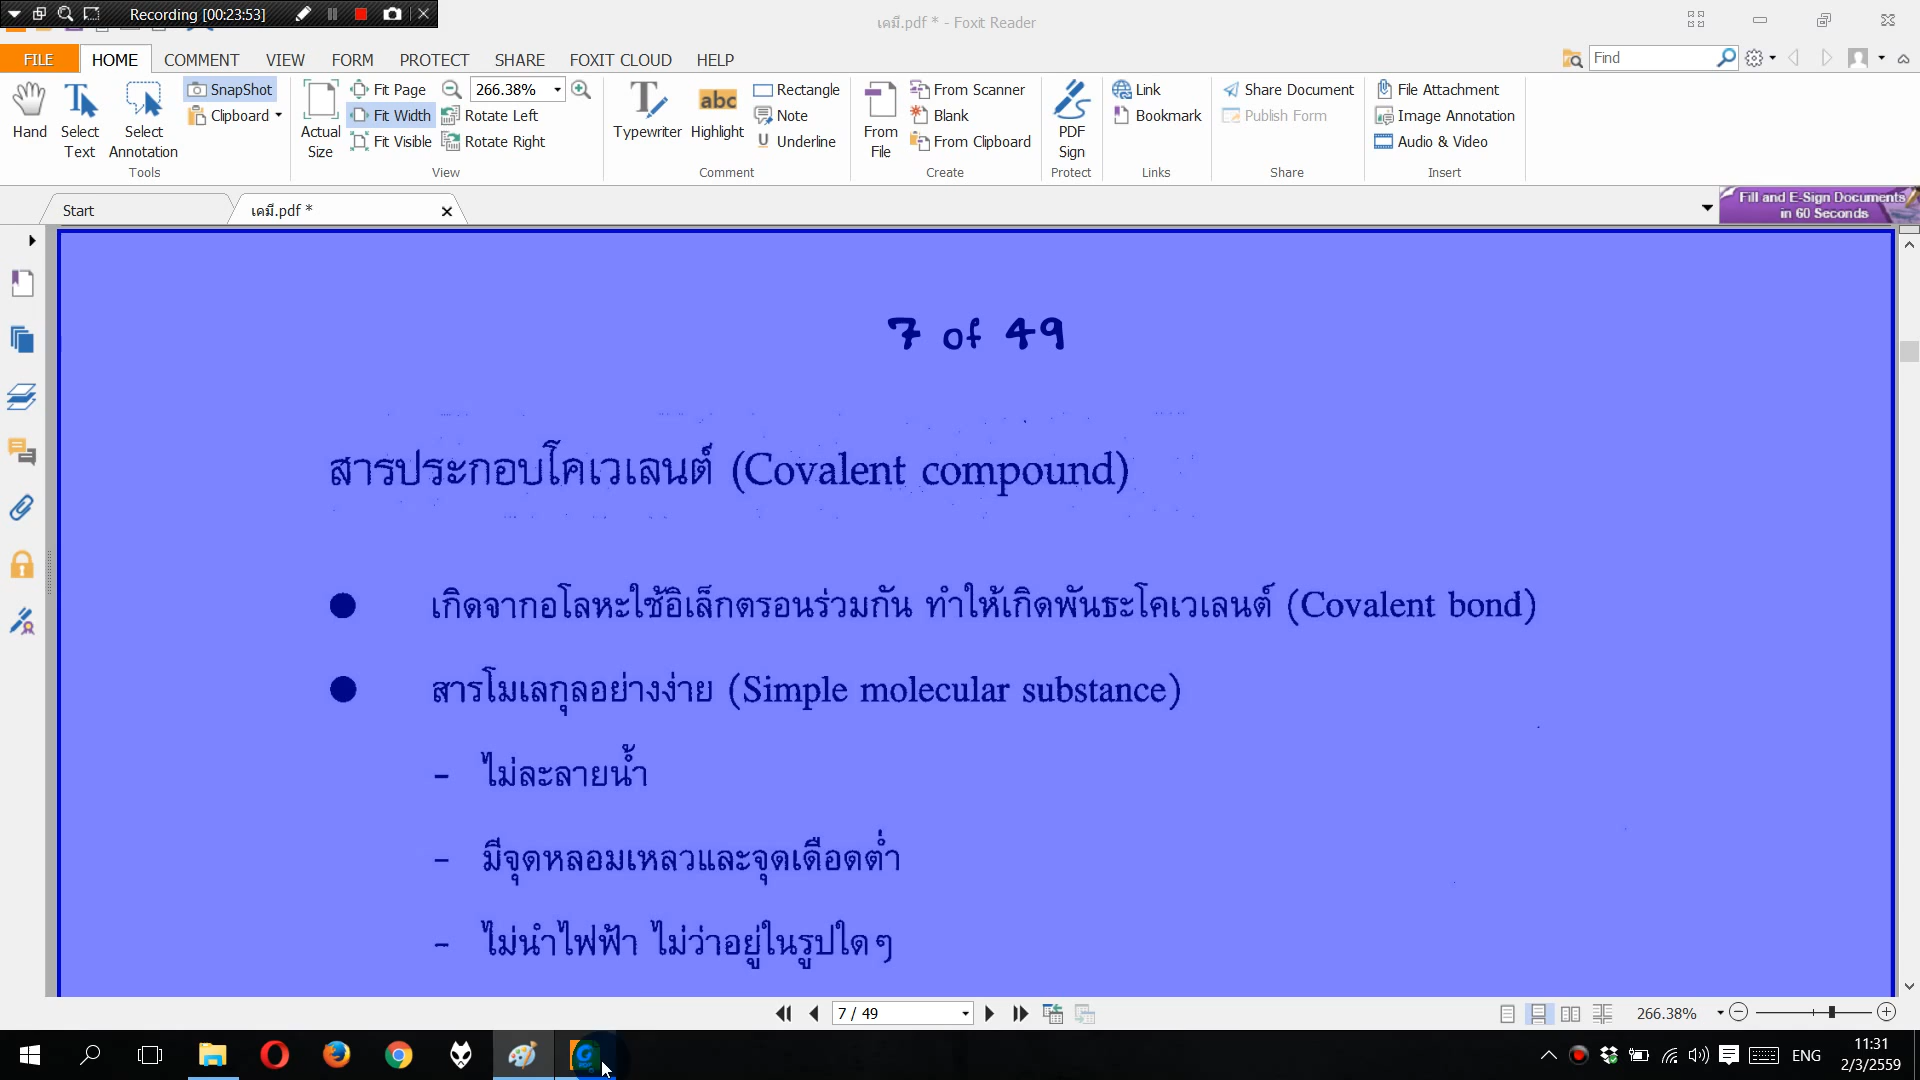 Recording [00:23:53]
เคมี.pdf * - Foxit Reader
FILE HOME COMMENT VIEW FORM PROTECT SHARE FOXIT CLOUD HELP
Find
Hand
Select Text
Select Annotation
SnapShot
Clipboard
Tools
Actual Size
Fit Page
Fit Width
Fit Visible
266.38%
Rotate Left
Rotate Right
View
Typewriter
Highlight
Rectangle
Note
Underline
Comment
From File
From Scanner
Blank
From Clipboard
Create
PDF Sign
Protect
Link
Bookmark
Links
Share Document
Publish Form
Share
File Attachment
Image Annotation
Audio & Video
Insert
Start
เคมี.pdf *
Fill and E-Sign Documents
in 60 Seconds
7 of 49
สารประกอบโคเวเลนต์ (Covalent compound)
● เกิดจากอโลหะใช้อิเล็กตรอนร่วมกัน ทำให้เกิดพันธะโคเวเลนต์ (Covalent bond)
● สารโมเลกุลอย่างง่าย (Simple molecular substance)
- ไม่ละลายน้ำ
- มีจุดหลอมเหลวและจุดเดือดต่ำ
- ไม่นำไฟฟ้า ไม่ว่าอยู่ในรูปใดๆ
7 / 49
266.38%
ENG
11:31
2/3/2559